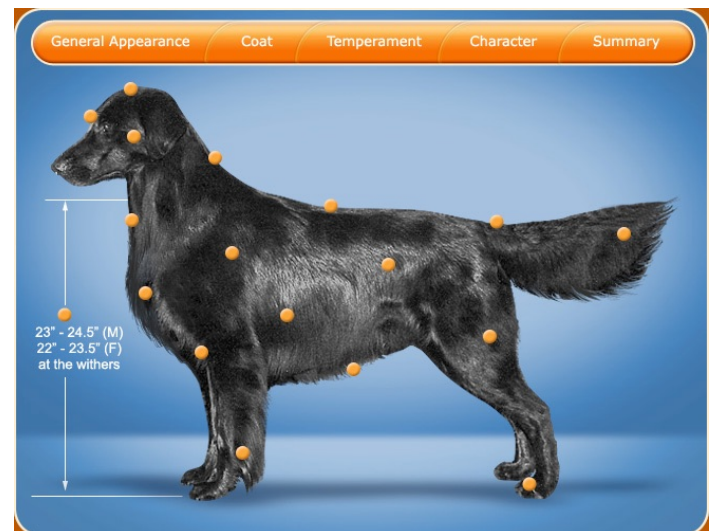 General Appearance Coat Temperament Character Summary
23" - 24.5" (M)
22" - 23.5" (F)
at the withers